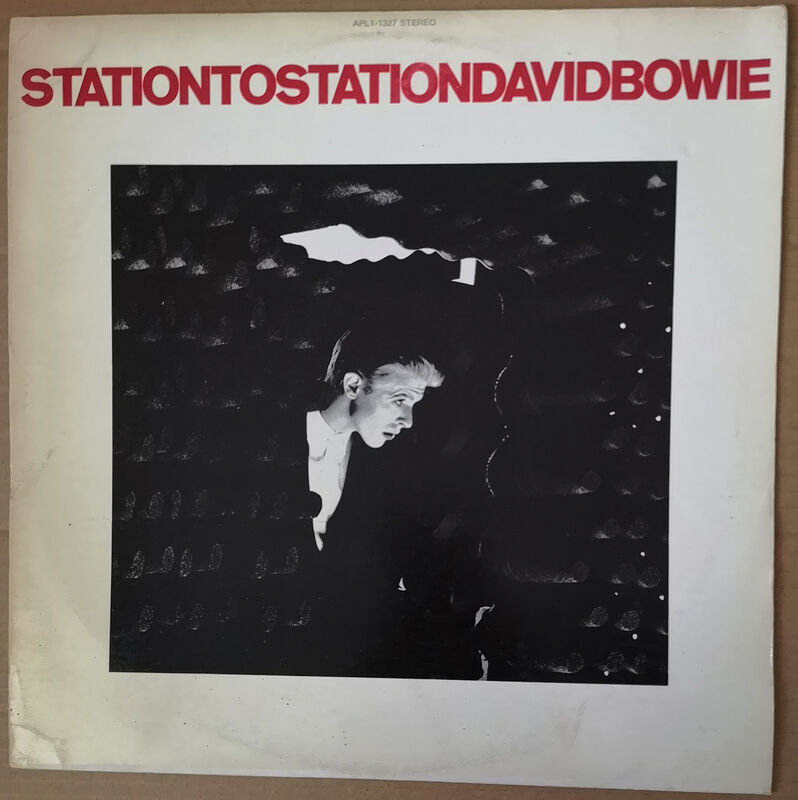 APL1-1327 STEREO
STATIONTOSTATIONDAVIDBOWIE